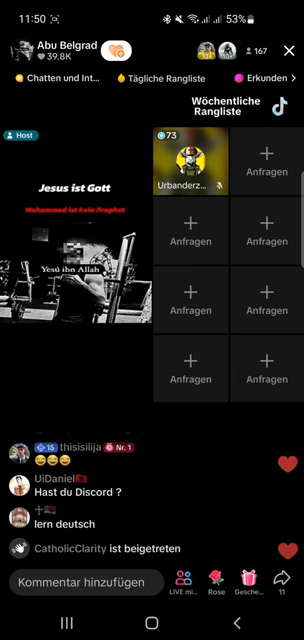 11:50
53%
Abu Belgrad
39.8K
167
Chatten und Int...
Tägliche Rangliste
Erkunden >
Wöchentliche
Rangliste
Host
73
Jesus ist Gott
Mohammed ist kein Prophet
Yesú ibn Allah
Urbanderz...
Anfragen
Anfragen
Anfragen
Anfragen
Anfragen
Anfragen
Anfragen
15 thisisilija Nr. 1
UiDaniel
Hast du Discord ?
lern deutsch
CatholicClarity ist beigetreten
Kommentar hinzufügen
LIVE mi...
Rose
Gesche...
11